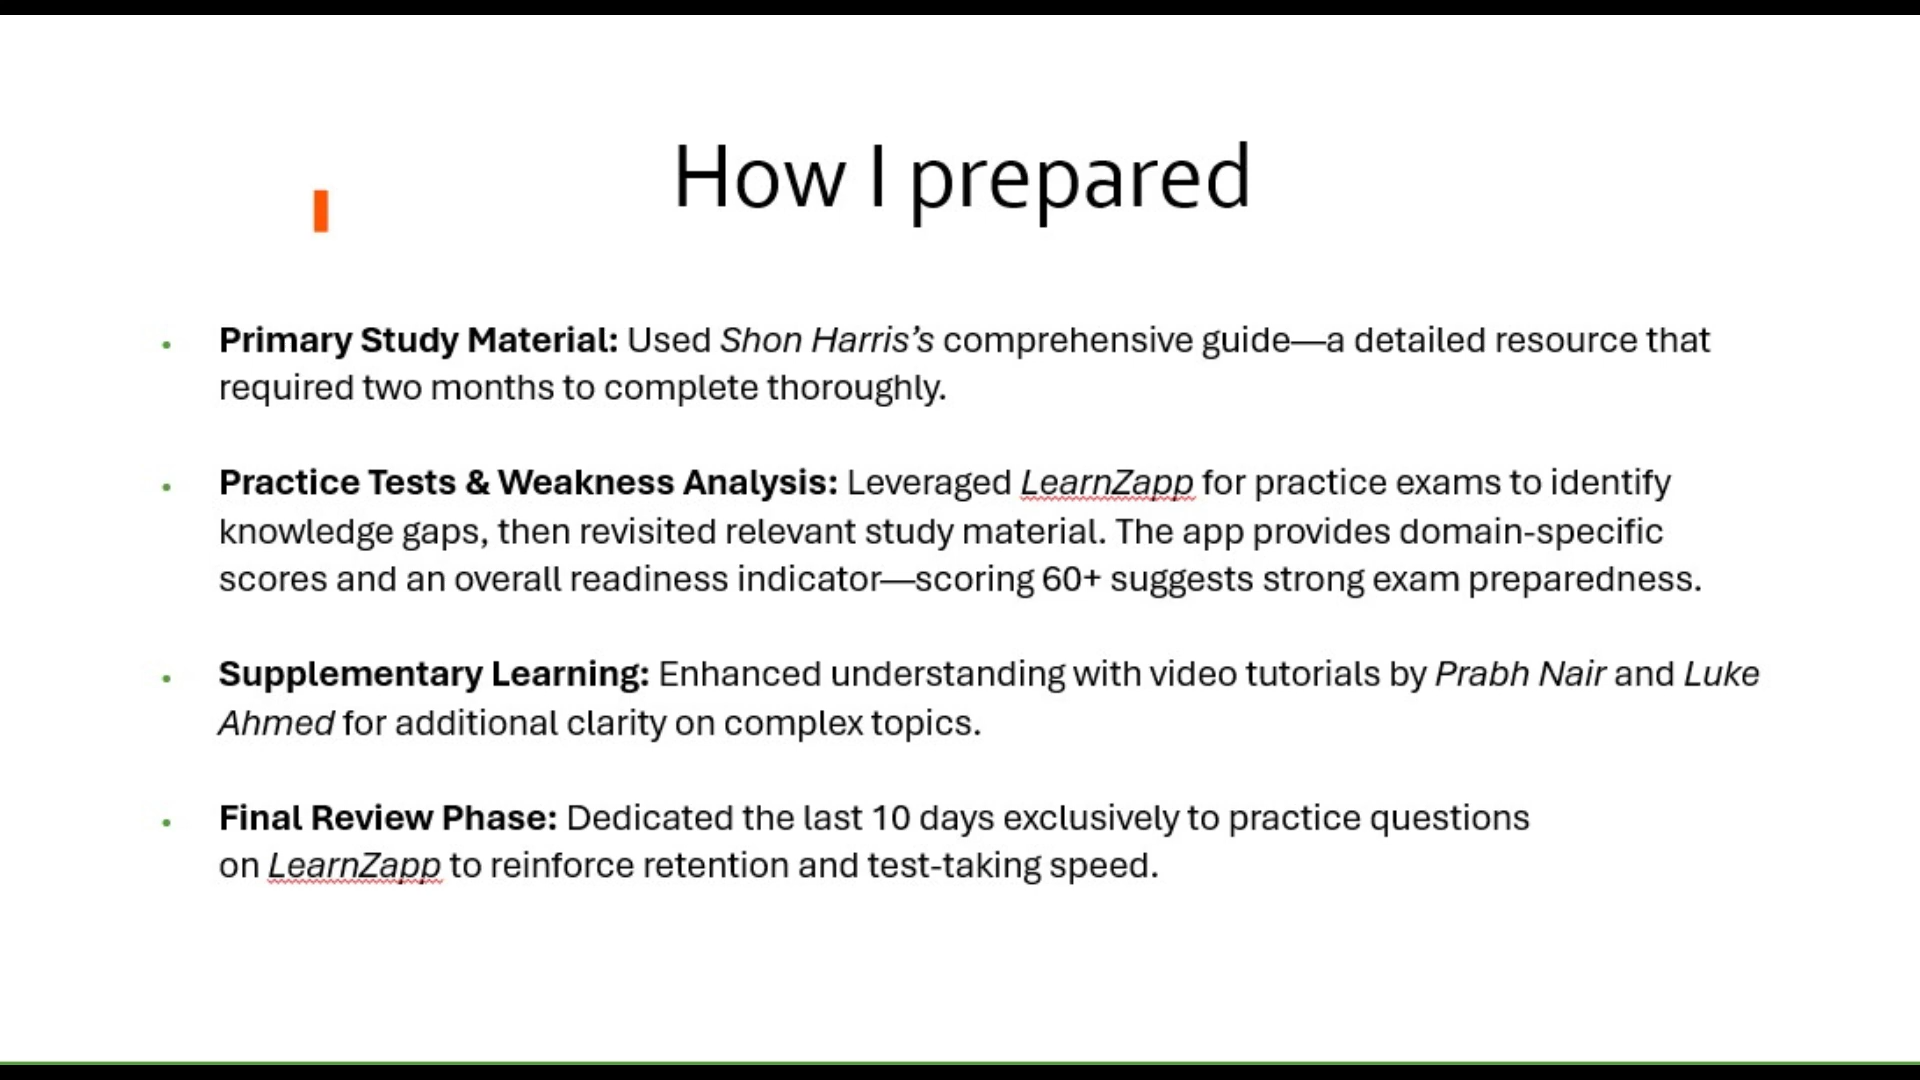 How I prepared
• Primary Study Material: Used Shon Harris’s comprehensive guide—a detailed resource that
required two months to complete thoroughly.
• Practice Tests & Weakness Analysis: Leveraged LearnZapp for practice exams to identify
knowledge gaps, then revisited relevant study material. The app provides domain-specific
scores and an overall readiness indicator—scoring 60+ suggests strong exam preparedness.
• Supplementary Learning: Enhanced understanding with video tutorials by Prabh Nair and Luke
Ahmed for additional clarity on complex topics.
• Final Review Phase: Dedicated the last 10 days exclusively to practice questions
on LearnZapp to reinforce retention and test-taking speed.